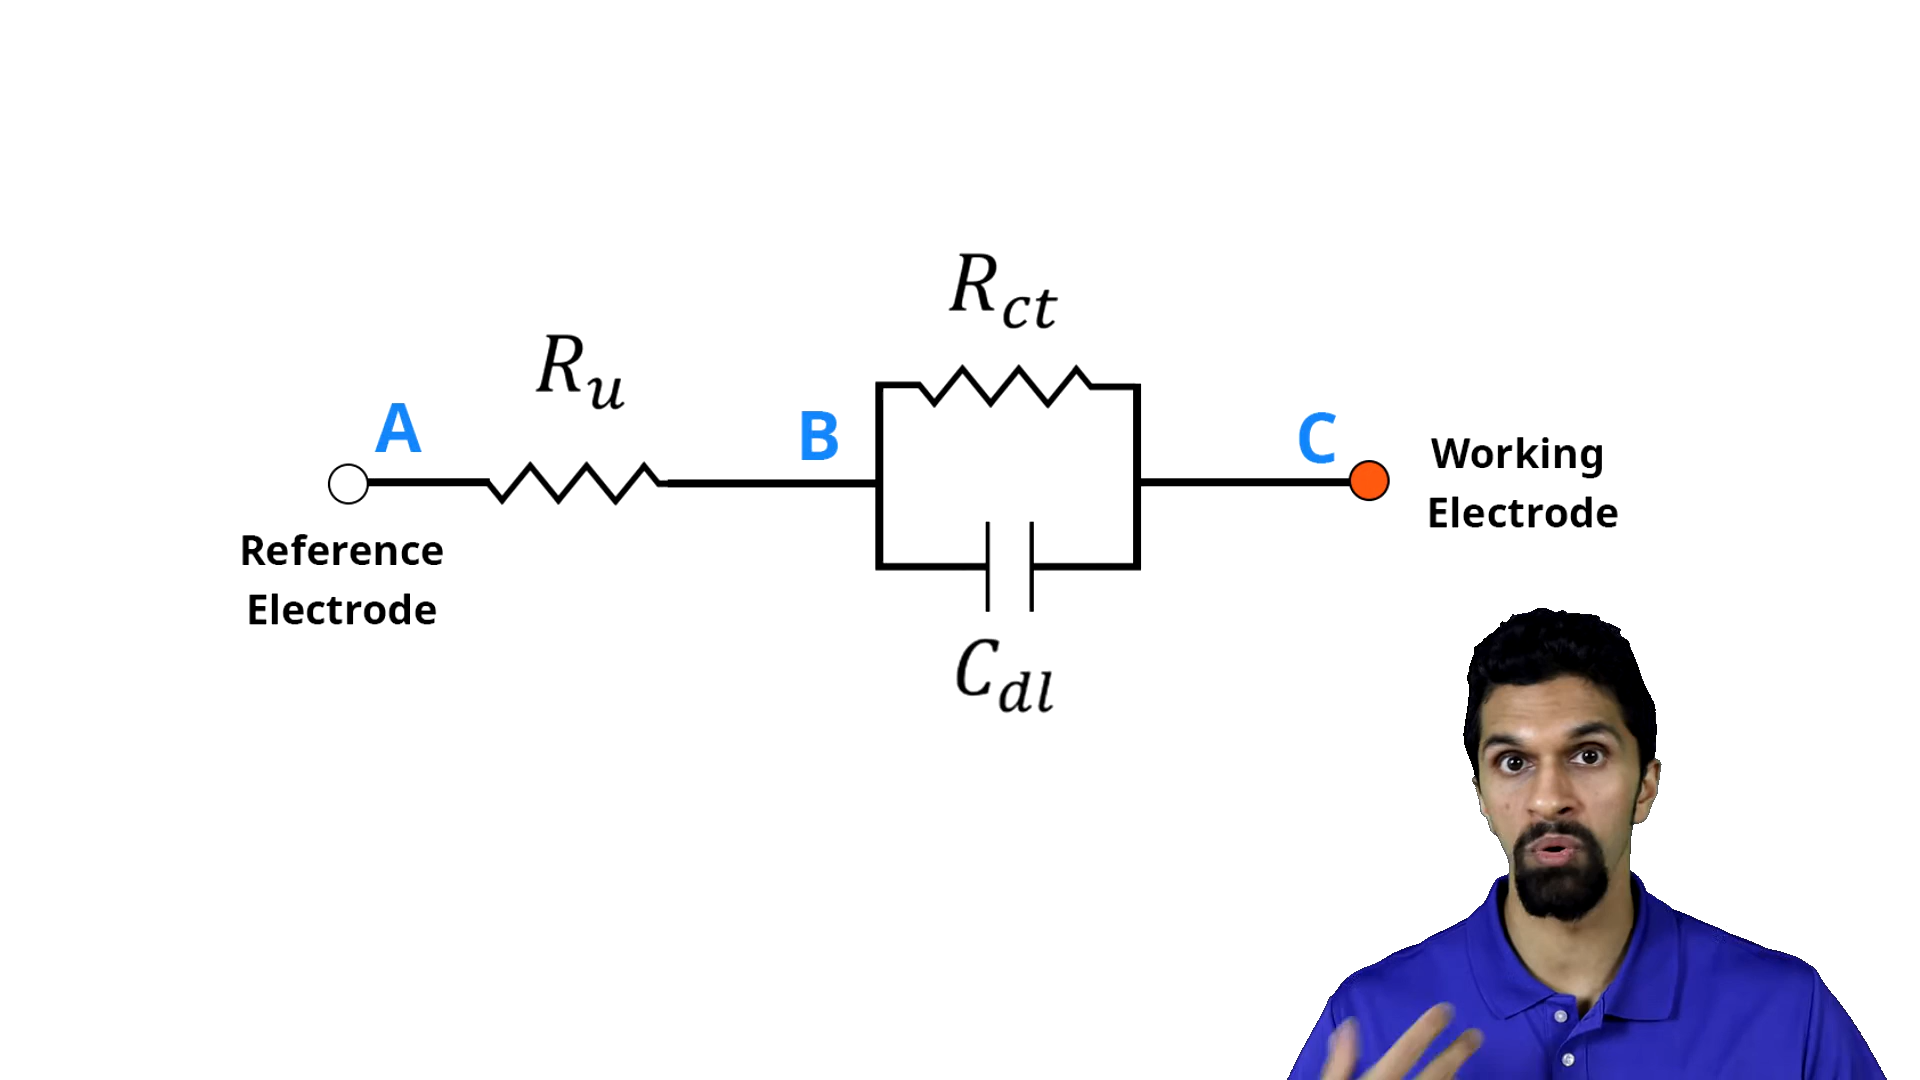 R_ct
R_u
A
B
C
Working
Electrode
Reference
Electrode
C_dl